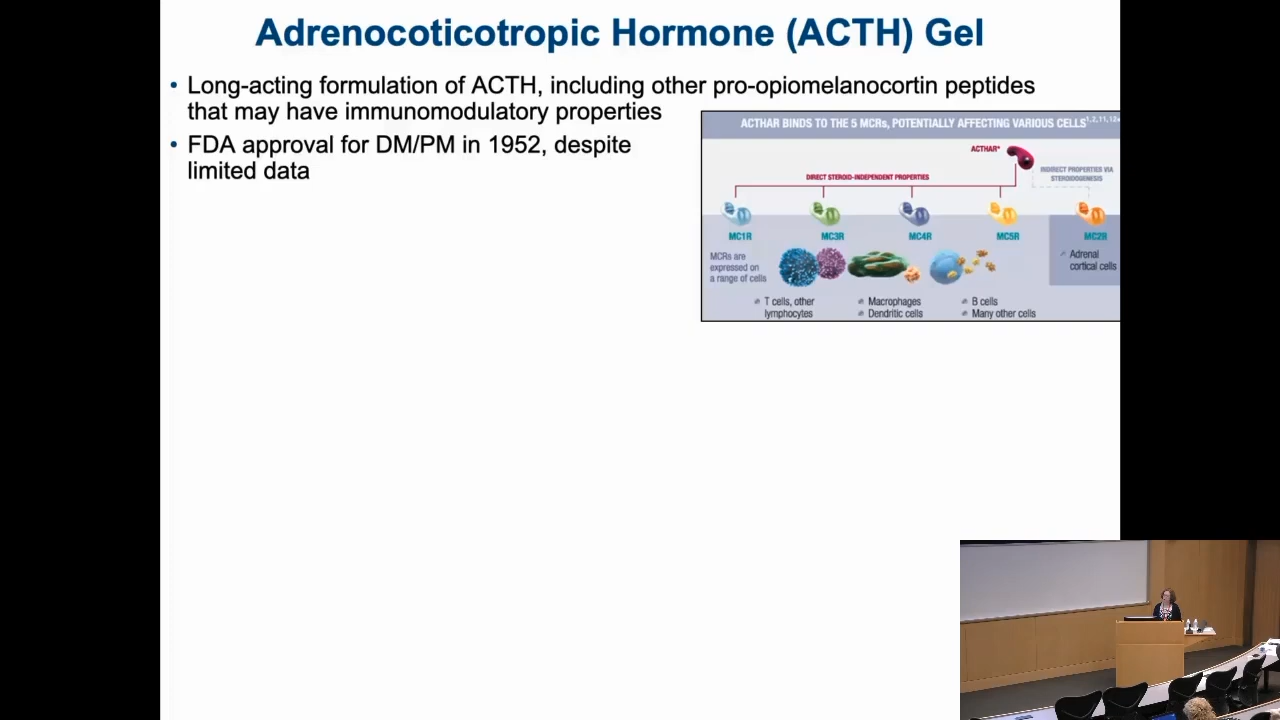 Adrenocoticotropic Hormone (ACTH) Gel
• Long-acting formulation of ACTH, including other pro-opiomelanocortin peptides
that may have immunomodulatory properties
• FDA approval for DM/PM in 1952, despite
limited data
ACTHAR BINDS TO THE 5 MCRs, POTENTIALLY AFFECTING VARIOUS CELLS
ACTHAR®
DIRECT STEROID-INDEPENDENT PROPERTIES
INDIRECT PROPERTIES VIA
STEROIDOGENESIS
MC1R
MC3R
MC4R
MC5R
MC2R
MCRs are
expressed on
a range of cells
Adrenal
cortical cells
T cells, other
lymphocytes
Macrophages
Dendritic cells
B cells
Many other cells